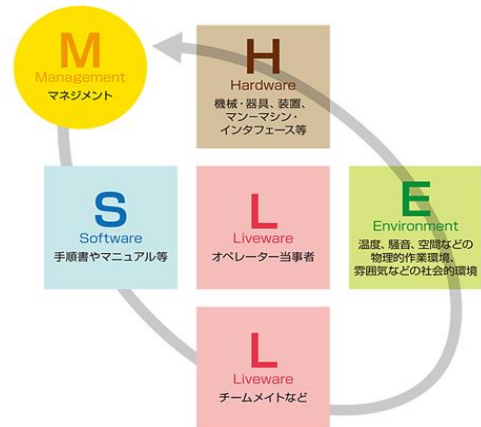 M
Management
マネジメント
H
Hardware
機械・器具、装置、
マンーマシン・
インタフェース等
S
Software
手順書やマニュアル等
L
Liveware
オペレーター当事者
E
Environment
温度、騒音、空間などの
物理的作業環境、
雰囲気などの社会的環境
L
Liveware
チームメイトなど